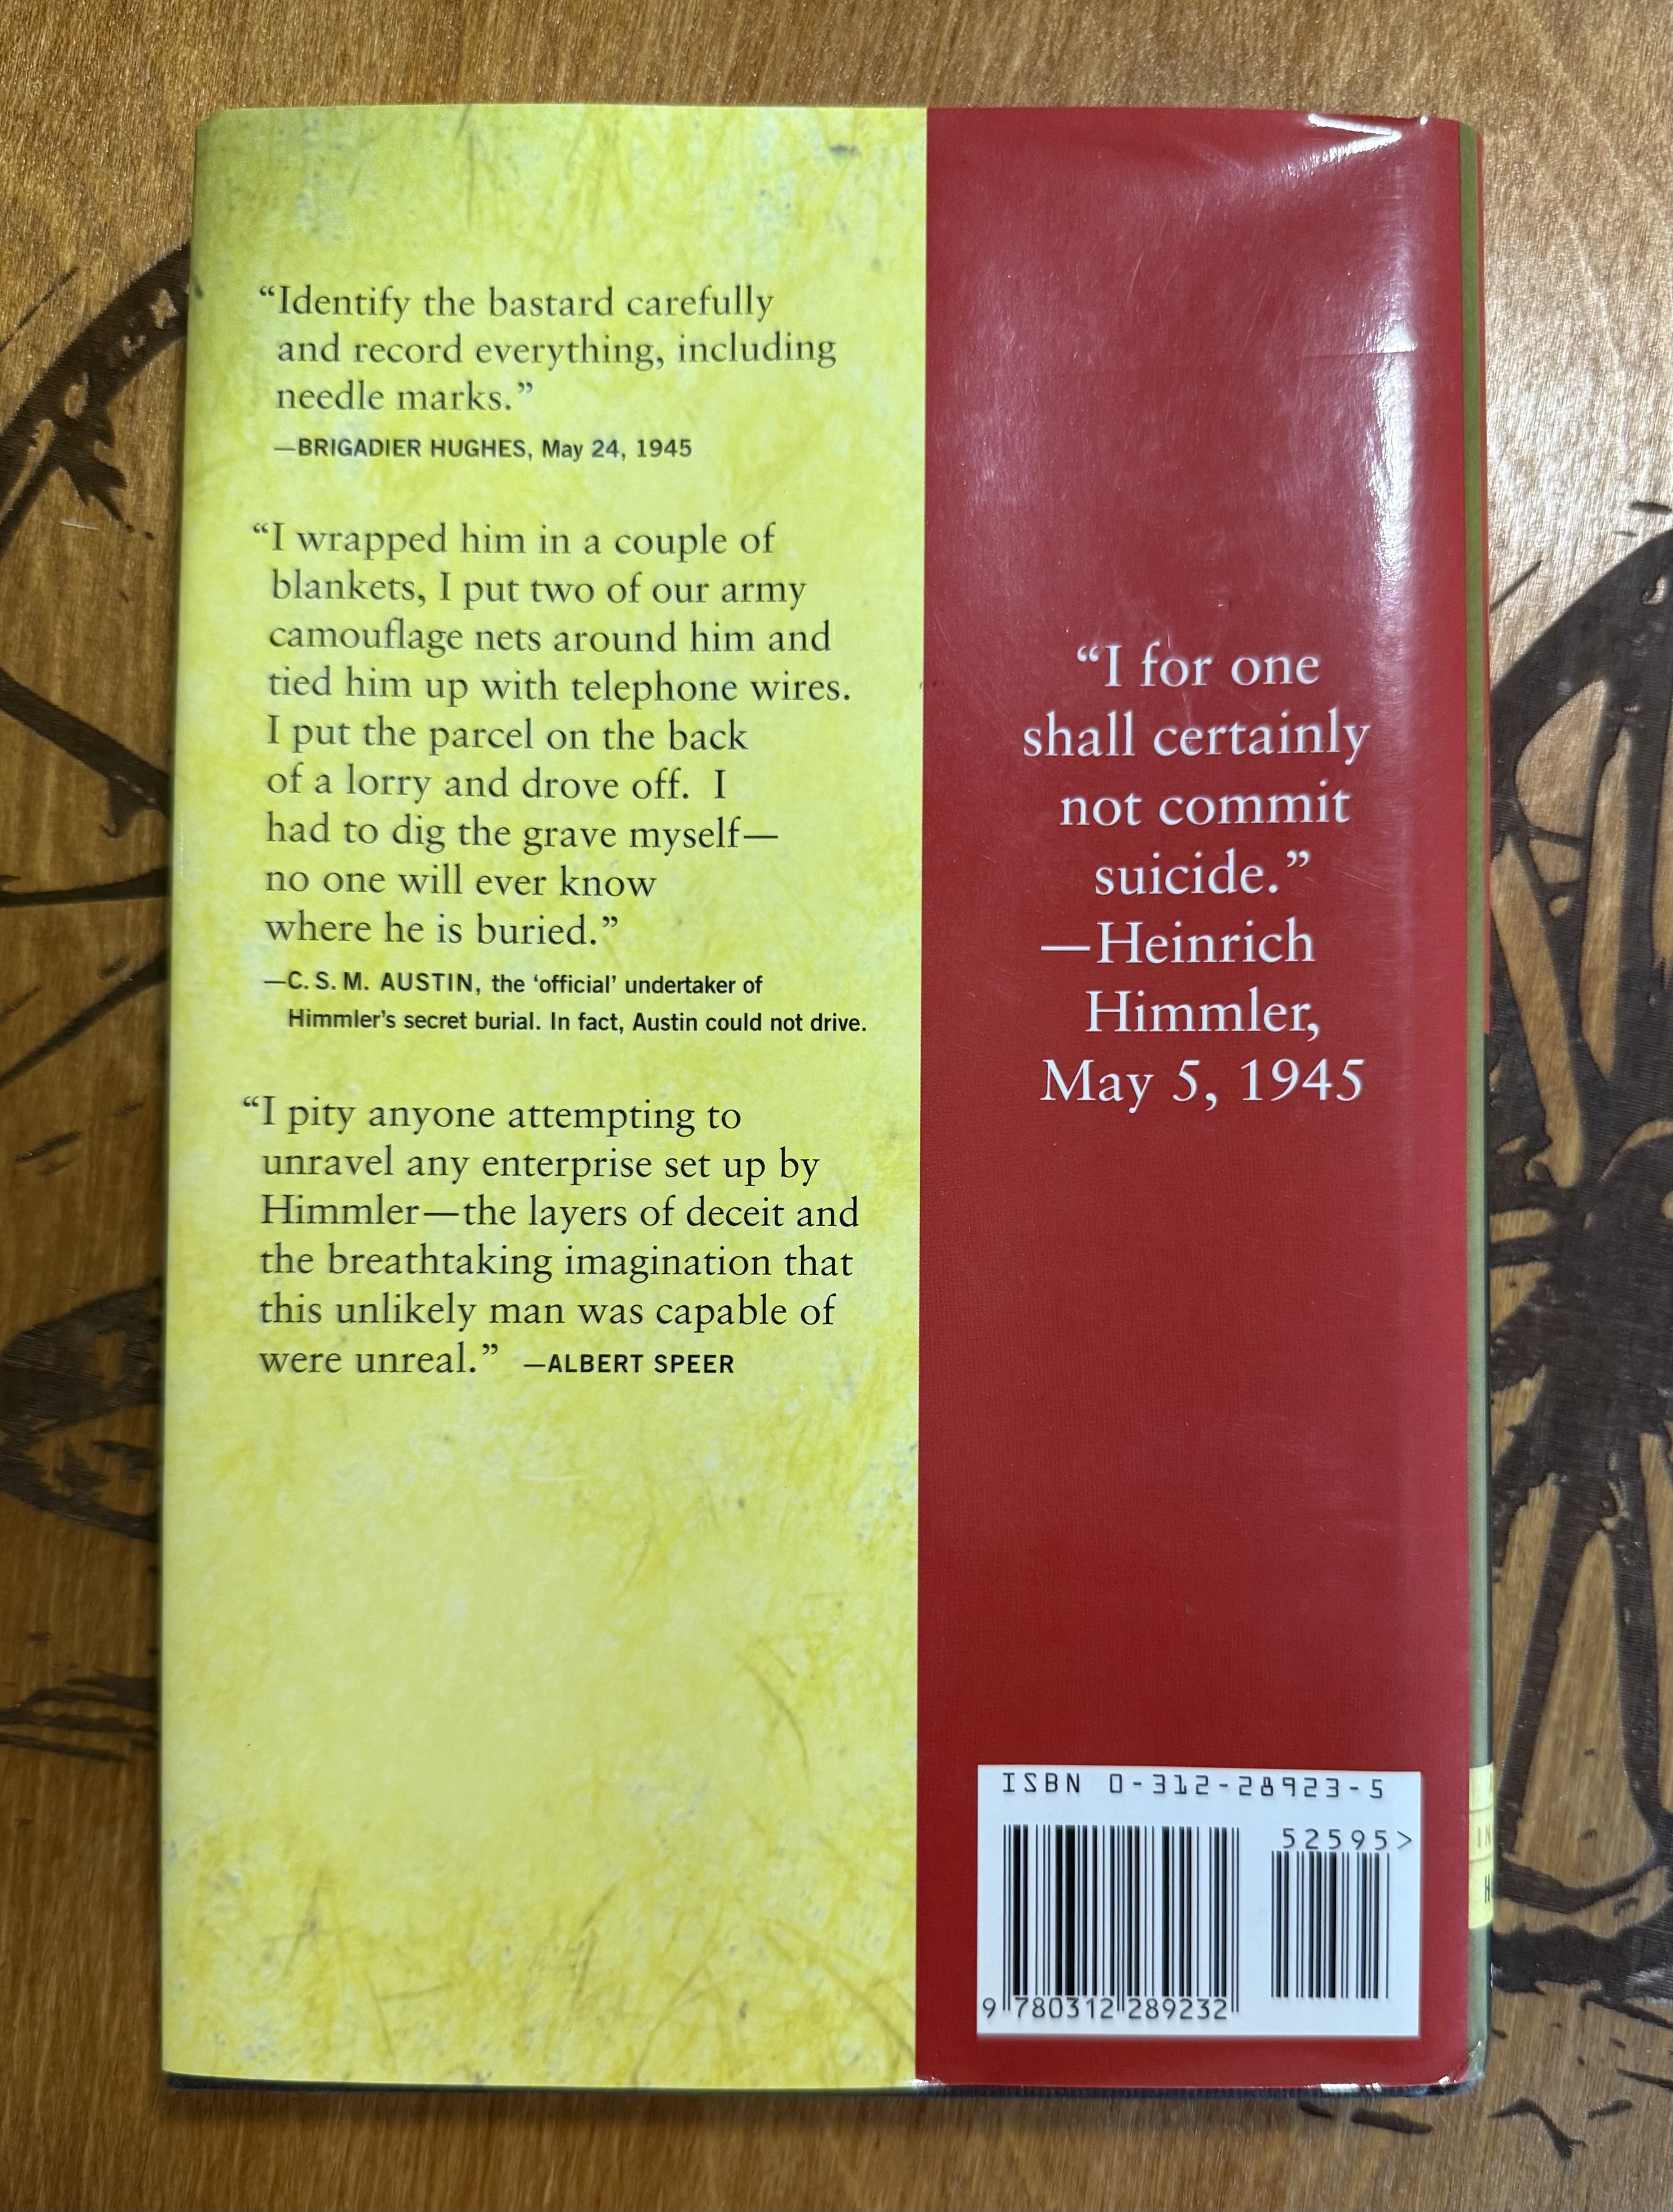 “Identify the bastard carefully
and record everything, including
needle marks.”
—BRIGADIER HUGHES, May 24, 1945
“I wrapped him in a couple of
blankets, I put two of our army
camouflage nets around him and
tied him up with telephone wires.
I put the parcel on the back
of a lorry and drove off.  I
had to dig the grave myself—
no one will ever know
where he is buried.”
—C. S. M. AUSTIN, the ‘official’ undertaker of
Himmler’s secret burial. In fact, Austin could not drive.
“I pity anyone attempting to
unravel any enterprise set up by
Himmler—the layers of deceit and
the breathtaking imagination that
this unlikely man was capable of
were unreal.” —ALBERT SPEER
“I for one
shall certainly
not commit
suicide.”
—Heinrich
Himmler,
May 5, 1945
ISBN 0-312-28923-5
52595>
9 780312 289232